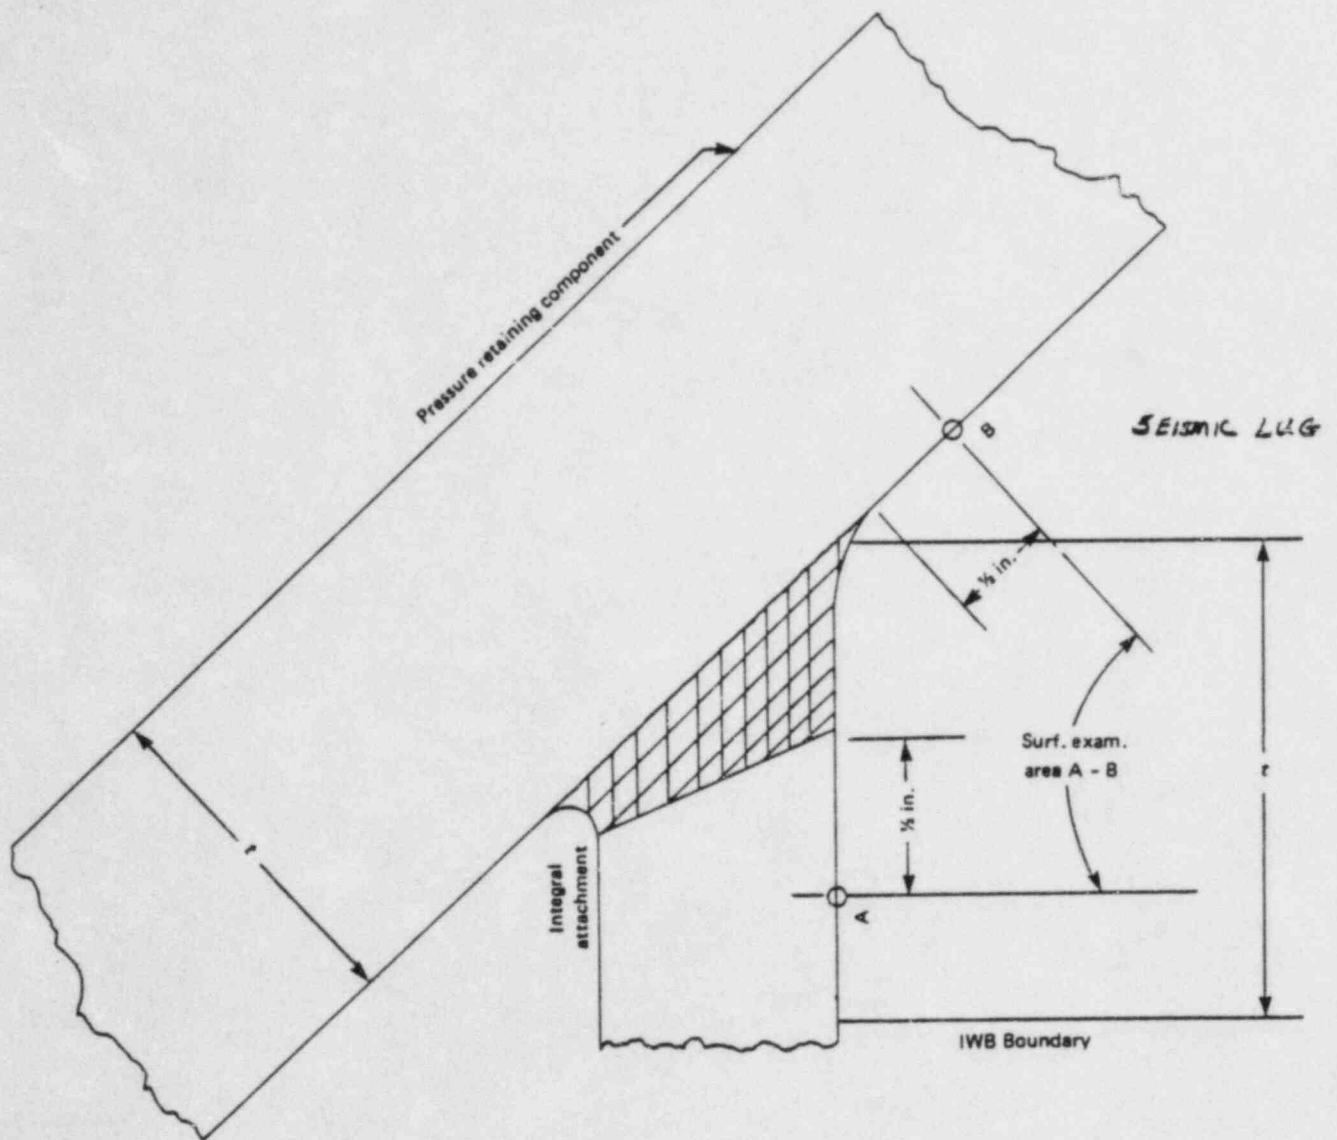 Pressure retaining component
B
SEISMIC LUG
½ in.
Surf. exam.
area A - B
t
½ in.
t
Integral
attachment
A
IWB Boundary